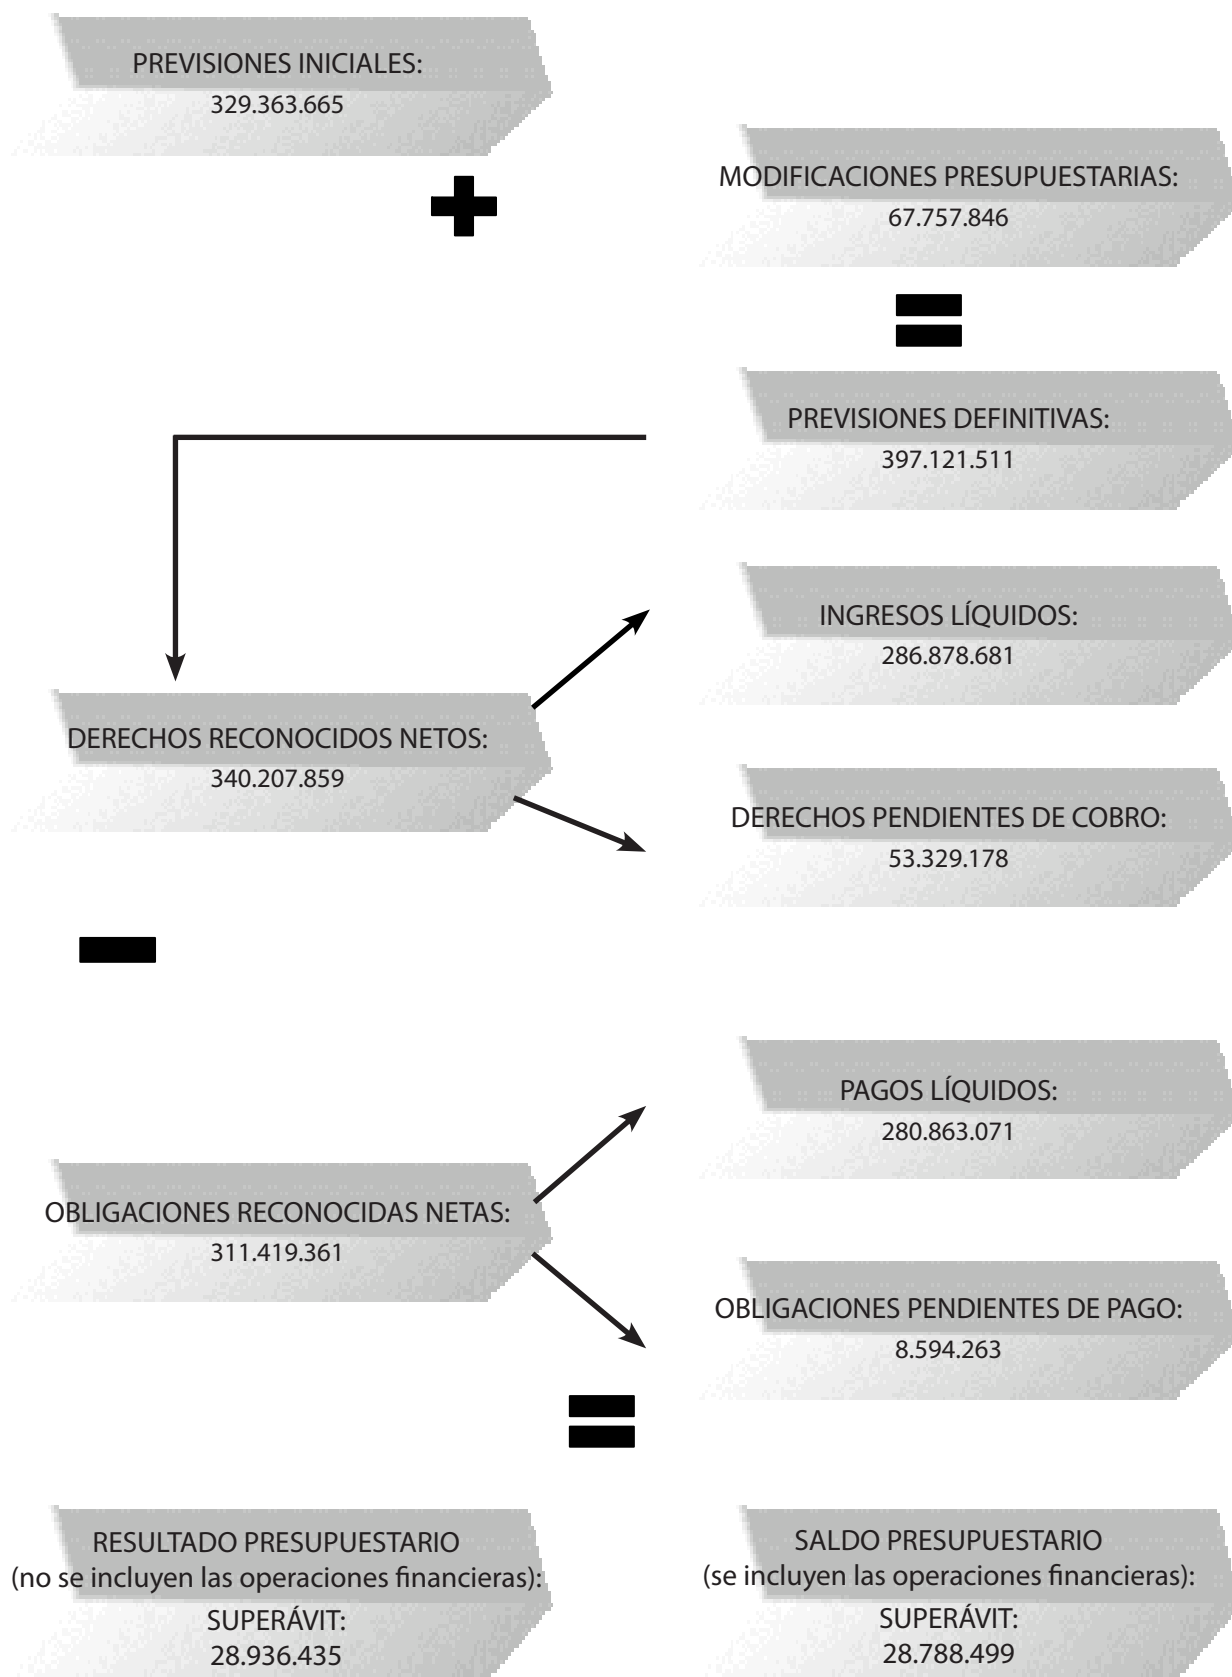 PREVISIONES INICIALES:
329.363.665
MODIFICACIONES PRESUPUESTARIAS:
67.757.846
PREVISIONES DEFINITIVAS:
397.121.511
INGRESOS LÍQUIDOS:
286.878.681
DERECHOS RECONOCIDOS NETOS:
340.207.859
DERECHOS PENDIENTES DE COBRO:
53.329.178
PAGOS LÍQUIDOS:
280.863.071
OBLIGACIONES RECONOCIDAS NETAS:
311.419.361
OBLIGACIONES PENDIENTES DE PAGO:
8.594.263
RESULTADO PRESUPUESTARIO
(no se incluyen las operaciones financieras):
SUPERÁVIT:
28.936.435
SALDO PRESUPUESTARIO
(se incluyen las operaciones financieras):
SUPERÁVIT:
28.788.499